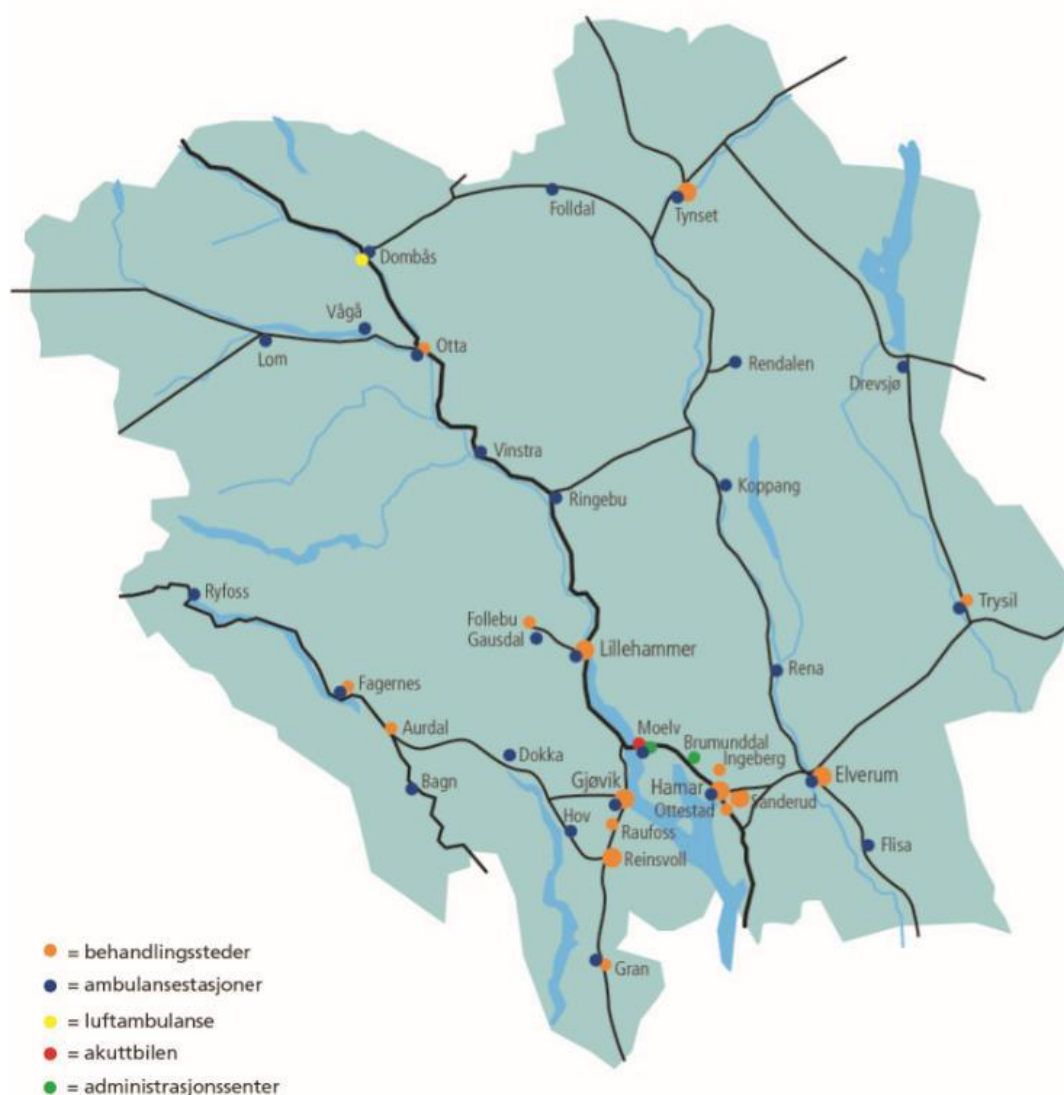 Folldal
Tynset
Dombås
Vågå
Otta
Lom
Rendalen
Drevsjø
Vinstra
Ringebu
Koppang
Ryfoss
Follebu
Gausdal
Lillehammer
Trysil
Rena
Fagernes
Aurdal
Dokka
Bagn
Moelv
Brumunddal
Ingeberg
Gjøvik
Hamar
Sanderud
Elverum
Ottestad
Hov
Raufoss
Reinsvoll
Flisa
Gran
= behandlingssteder
= ambulansestasjoner
= luftambulanse
= akuttbilen
= administrasjonssenter